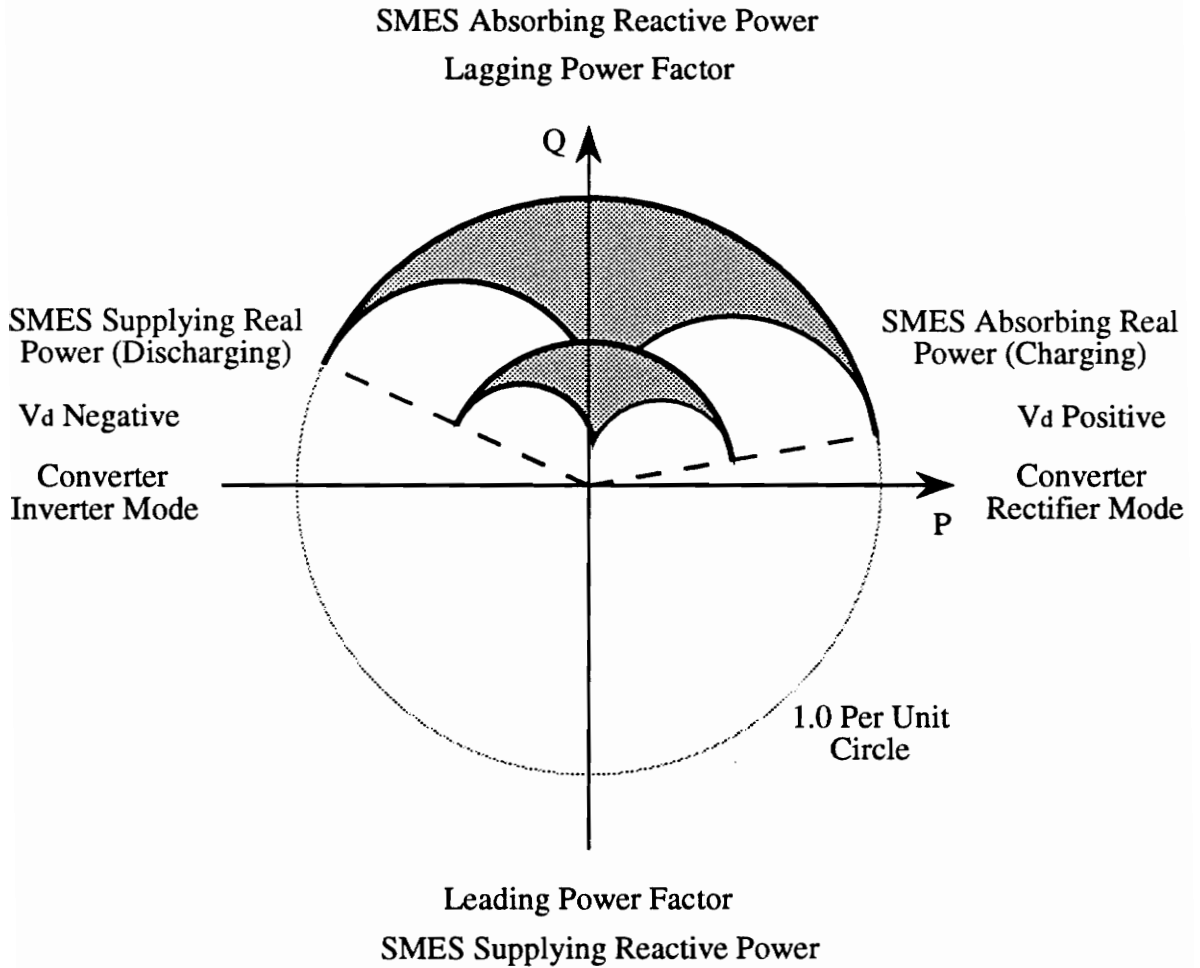 SMES Absorbing Reactive Power
Lagging Power Factor
Q
SMES Supplying Real
Power (Discharging)
Vd Negative
Converter
Inverter Mode
SMES Absorbing Real
Power (Charging)
Vd Positive
Converter
Rectifier Mode
P
1.0 Per Unit
Circle
Leading Power Factor
SMES Supplying Reactive Power